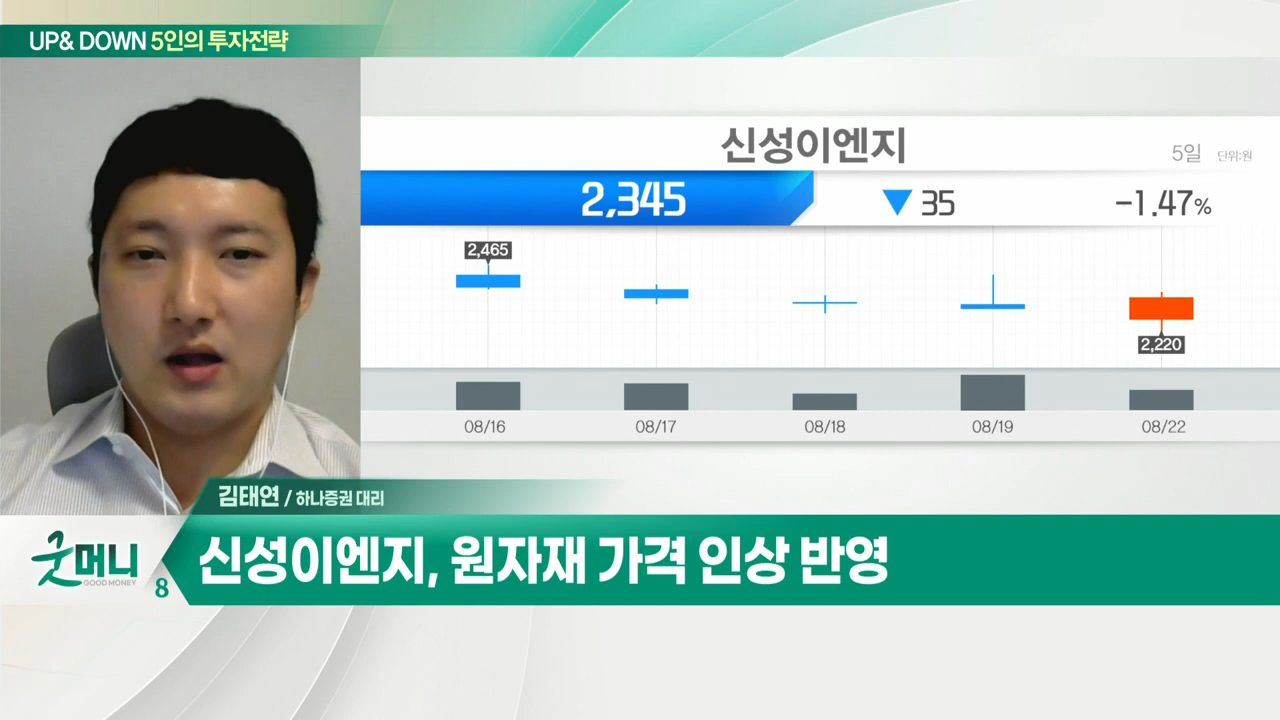 UP& DOWN 5인의 투자전략
신성이엔지
5일 단위:원
2,345 ▼ 35 -1.47%
2,465
2,220
08/16 08/17 08/18 08/19 08/22
김태연 / 하나증권 대리
굿머니
GOOD MONEY
8
신성이엔지, 원자재 가격 인상 반영